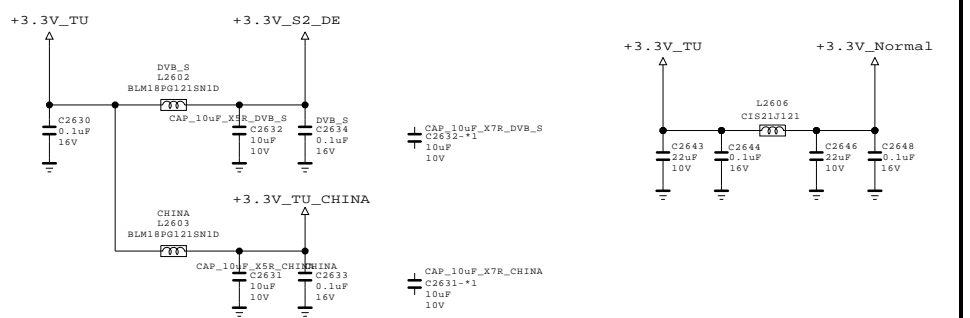 +3.3V_TU
+3.3V_S2_DE
DVB_S
L2602
BLM18PG121SN1D
C2630
0.1uF
16V
CAP_10uF_X5R_DVB_S
C2632
10uF
10V
DVB_S
C2634
0.1uF
16V
CAP_10uF_X7R_DVB_S
C2632-*1
10uF
10V
+3.3V_TU_CHINA
CHINA
L2603
BLM18PG121SN1D
CAP_10uF_X5R_CHINA
C2631
10uF
10V
CHINA
C2633
0.1uF
16V
CAP_10uF_X7R_CHINA
C2631-*1
10uF
10V
+3.3V_TU
+3.3V_Normal
L2606
CIS21J121
C2643
22uF
10V
C2644
0.1uF
16V
C2646
22uF
10V
C2648
0.1uF
16V